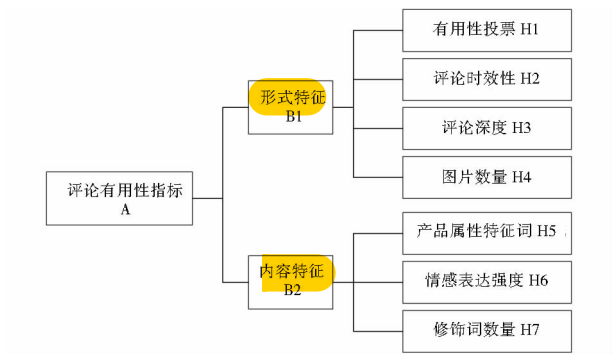 有用性投票 H1
评论时效性 H2
形式特征
B1
评论深度 H3
图片数量 H4
评论有用性指标
A
产品属性特征词 H5
内容特征
B2
情感表达强度 H6
修饰词数量 H7